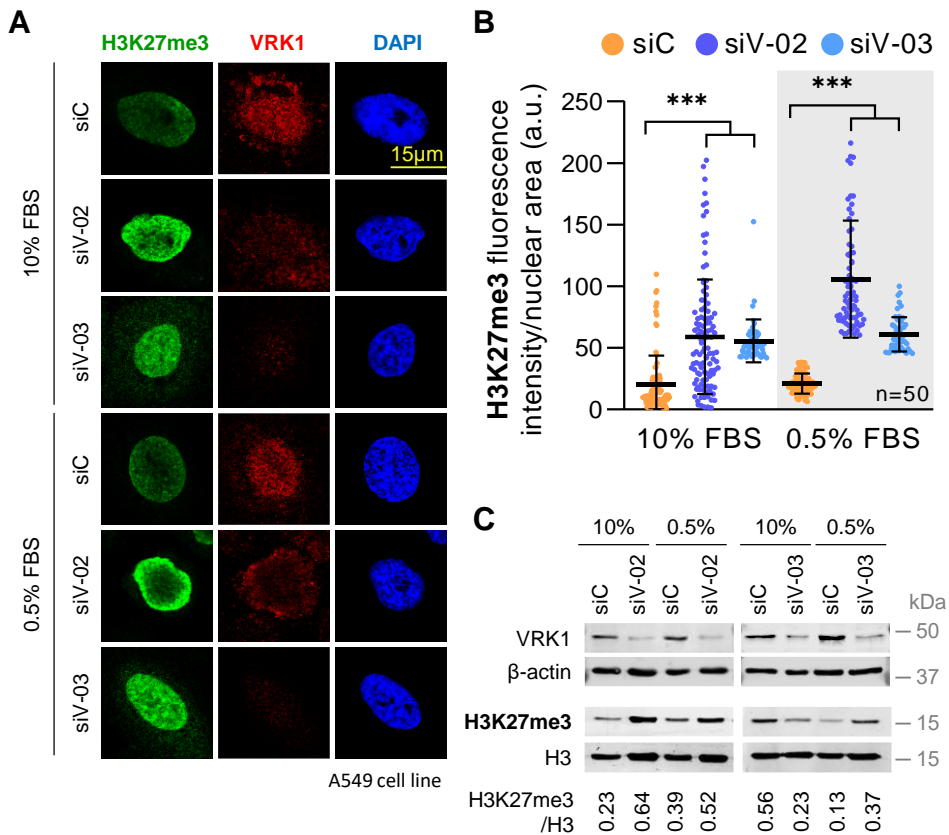 A
H3K27me3 VRK1 DAPI
10% FBS
siC
15µm
siV-02
siV-03
0.5% FBS
siC
siV-02
siV-03
A549 cell line
B
siC siV-02 siV-03
H3K27me3 fluorescence
intensity/nuclear area (a.u.)
250
200
150
100
50
0
***
***
n=50
10% FBS 0.5% FBS
C
10% 0.5% 10% 0.5%
siC siV-02 siC siV-02 siC siV-03 siC siV-03
kDa
VRK1
50
β-actin
37
H3K27me3
15
H3
15
H3K27me3
/H3
0.23 0.64 0.39 0.52 0.56 0.23 0.13 0.37